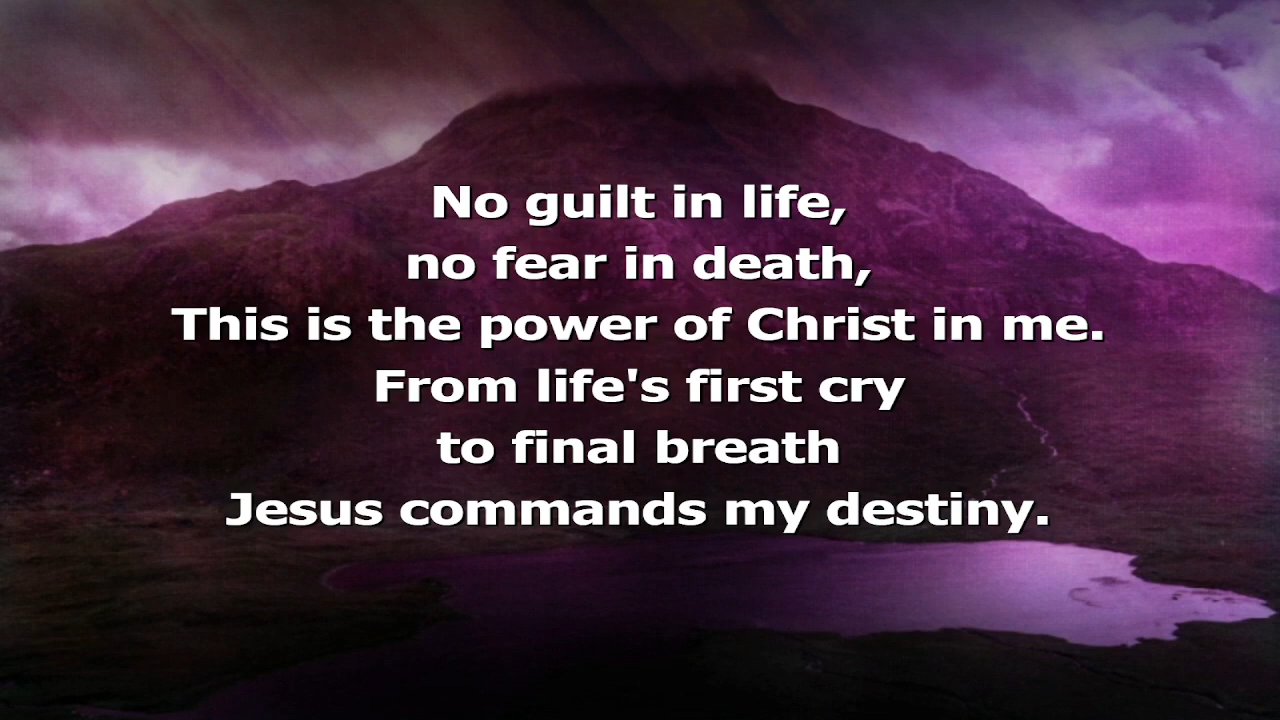 No guilt in life,
no fear in death,
This is the power of Christ in me.
From life's first cry
to final breath
Jesus commands my destiny.